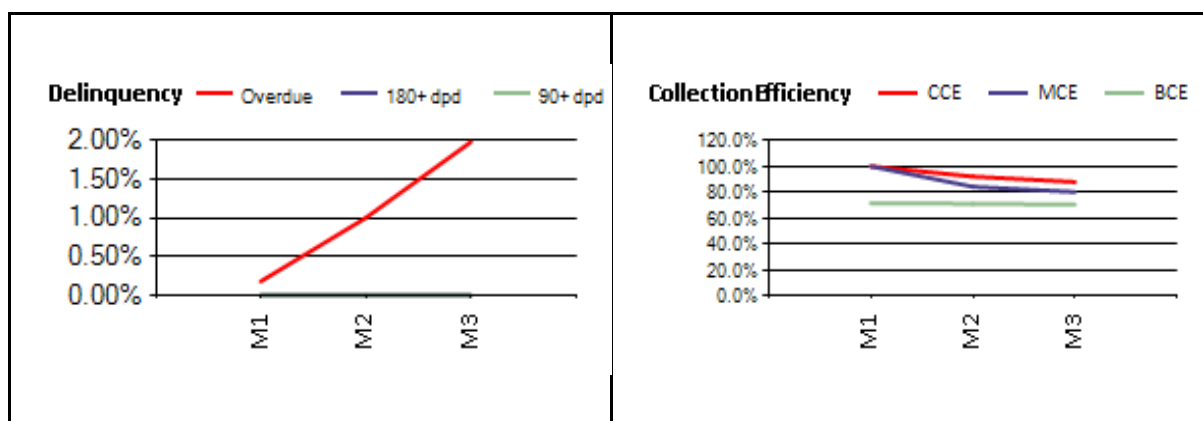 Delinquency Overdue 180+ dpd 90+ dpd
2.00%
1.50%
1.00%
0.50%
0.00%
M1
M2
M3
Collection Efficiency CCE MCE BCE
120.0%
100.0%
80.0%
60.0%
40.0%
20.0%
0.0%
M1
M2
M3